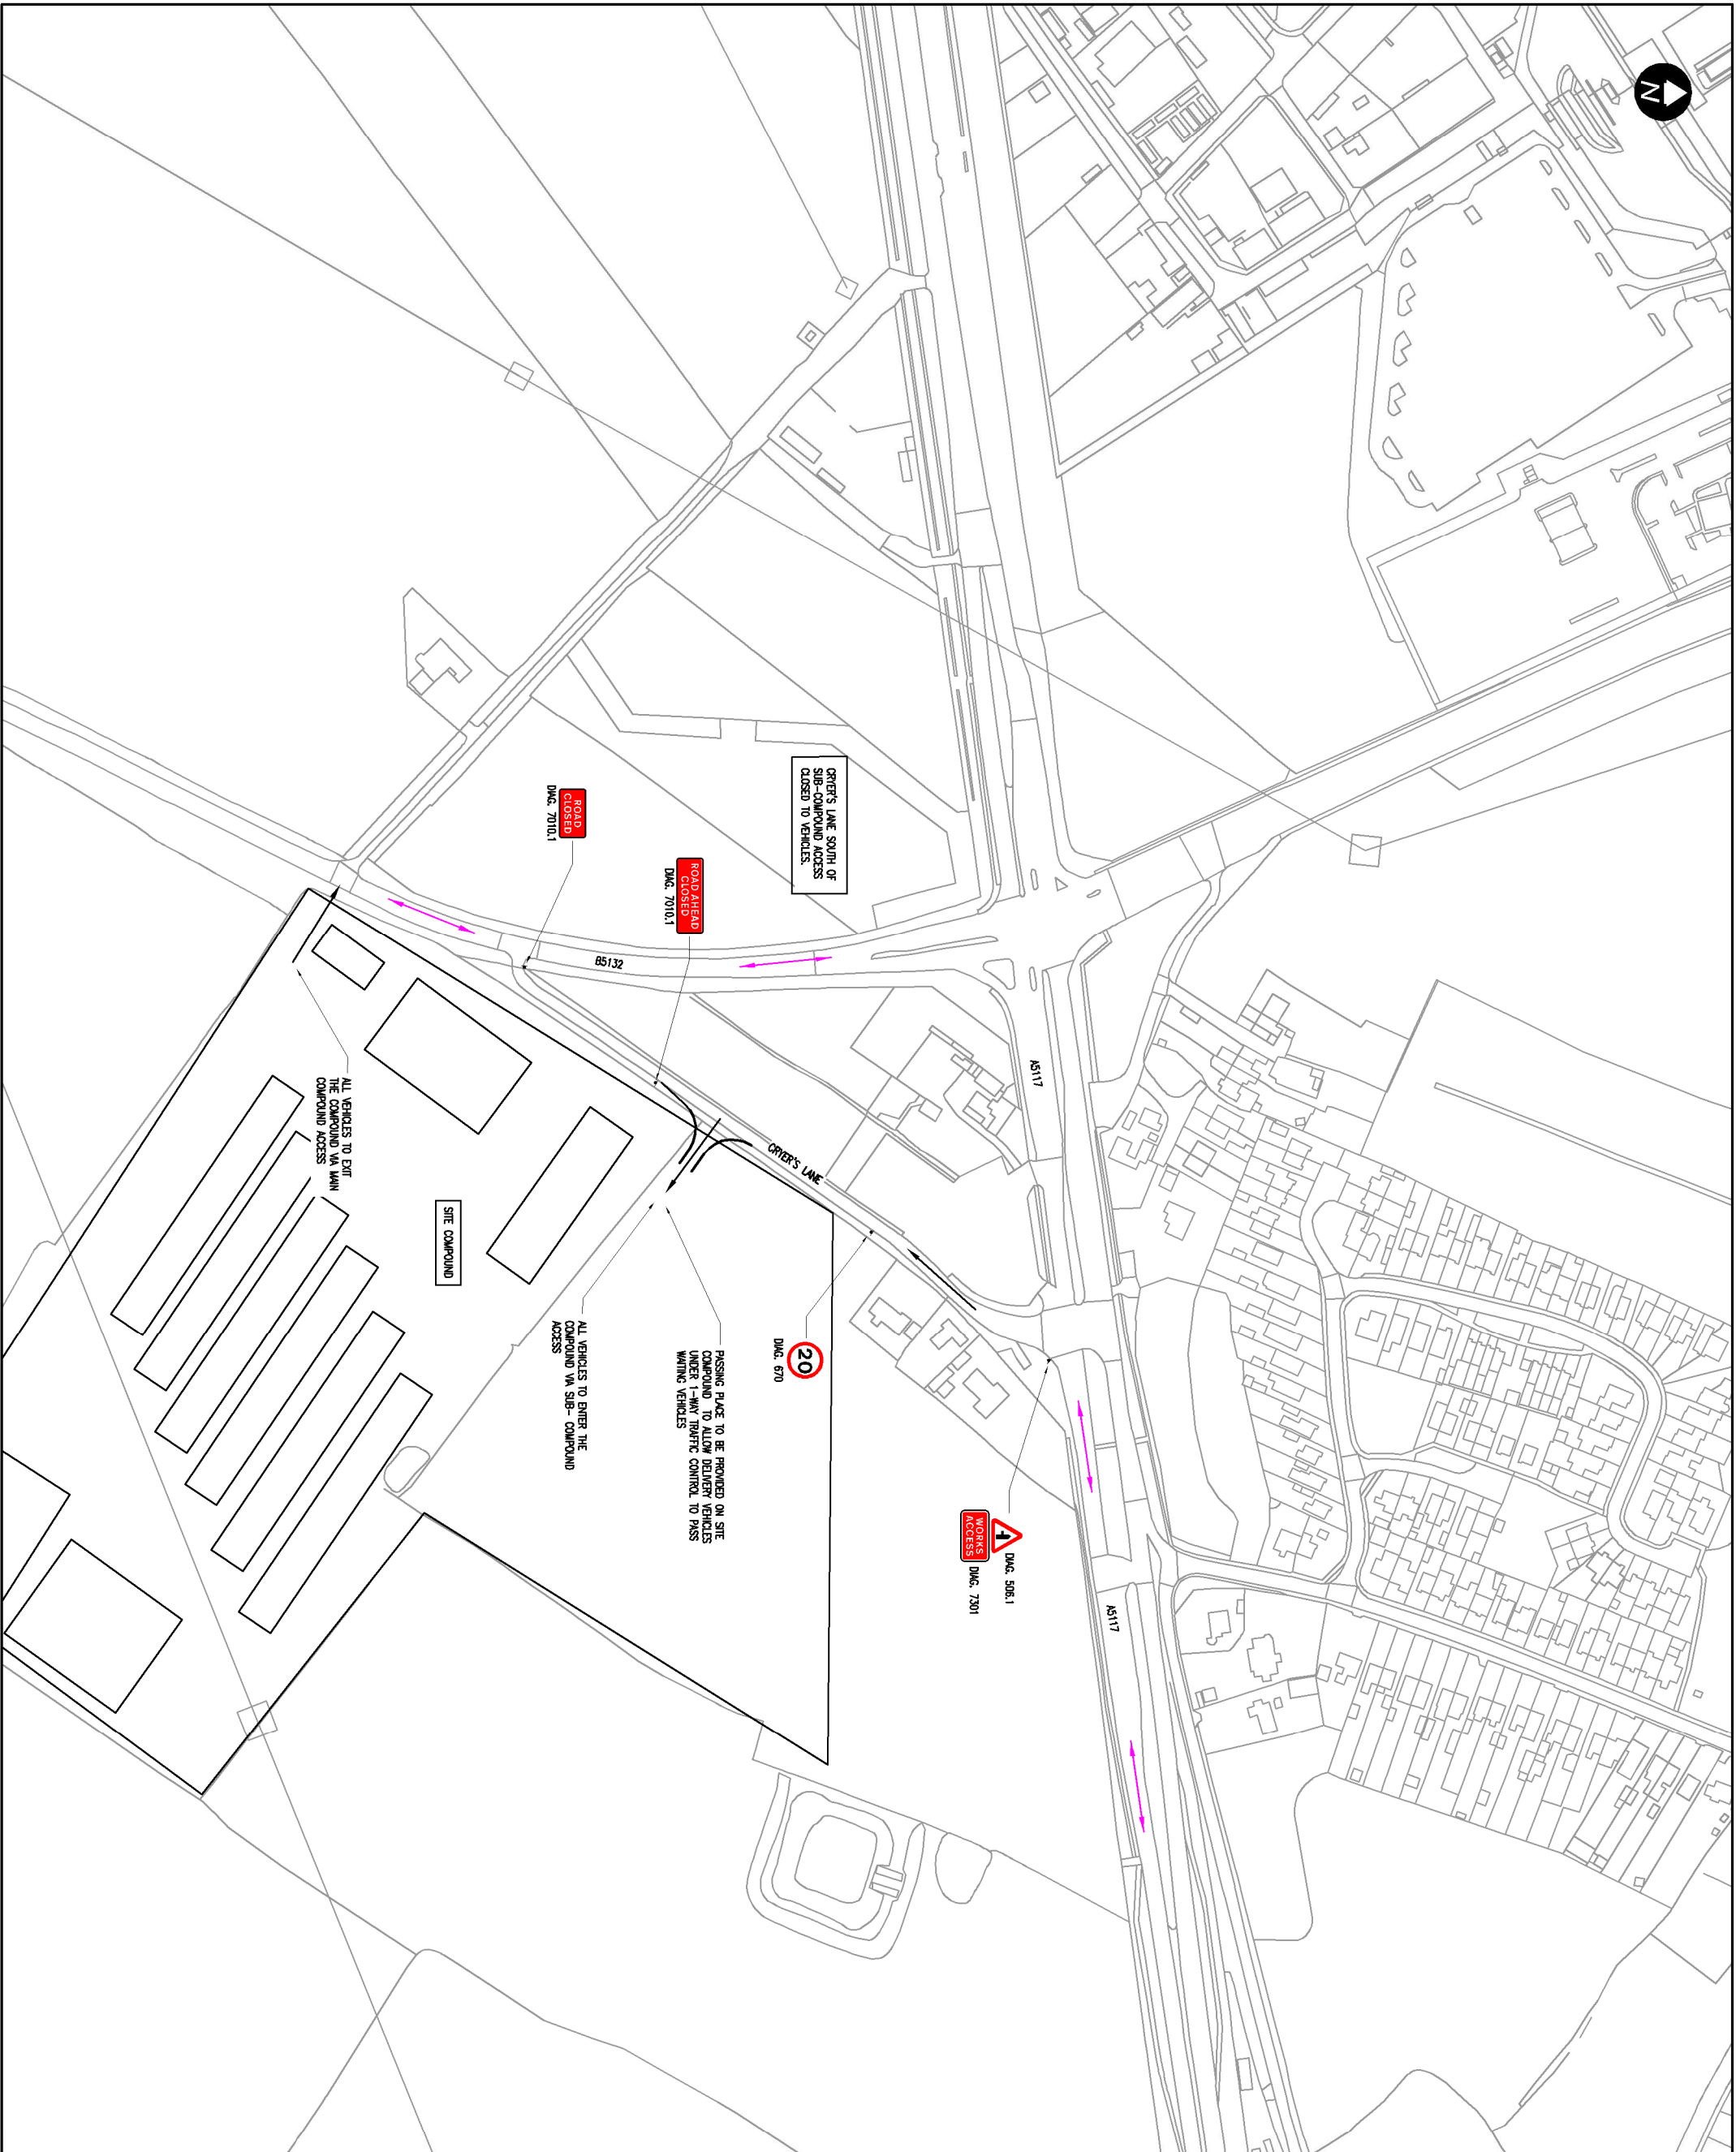 N
CRYER'S LANE SOUTH OF
SUB-COMPOUND ACCESS
CLOSED TO VEHICLES.
ROAD
CLOSED
DIAG. 7010.1
ROAD AHEAD
CLOSED
DIAG. 7010.1
B5132
A5117
CRYER'S LANE
ALL VEHICLES TO EXIT
THE COMPOUND VIA MAIN
COMPOUND ACCESS
SITE COMPOUND
20
DIAG. 670
PASSING PLACE TO BE PROVIDED ON SITE
COMPOUND TO ALLOW DELIVERY VEHICLES
UNDER 1-WAY TRAFFIC CONTROL TO PASS
WAITING VEHICLES
ALL VEHICLES TO ENTER THE
COMPOUND VIA SUB- COMPOUND
ACCESS
DIAG. 506.1
WORKS
ACCESS
DIAG. 7301
A5117